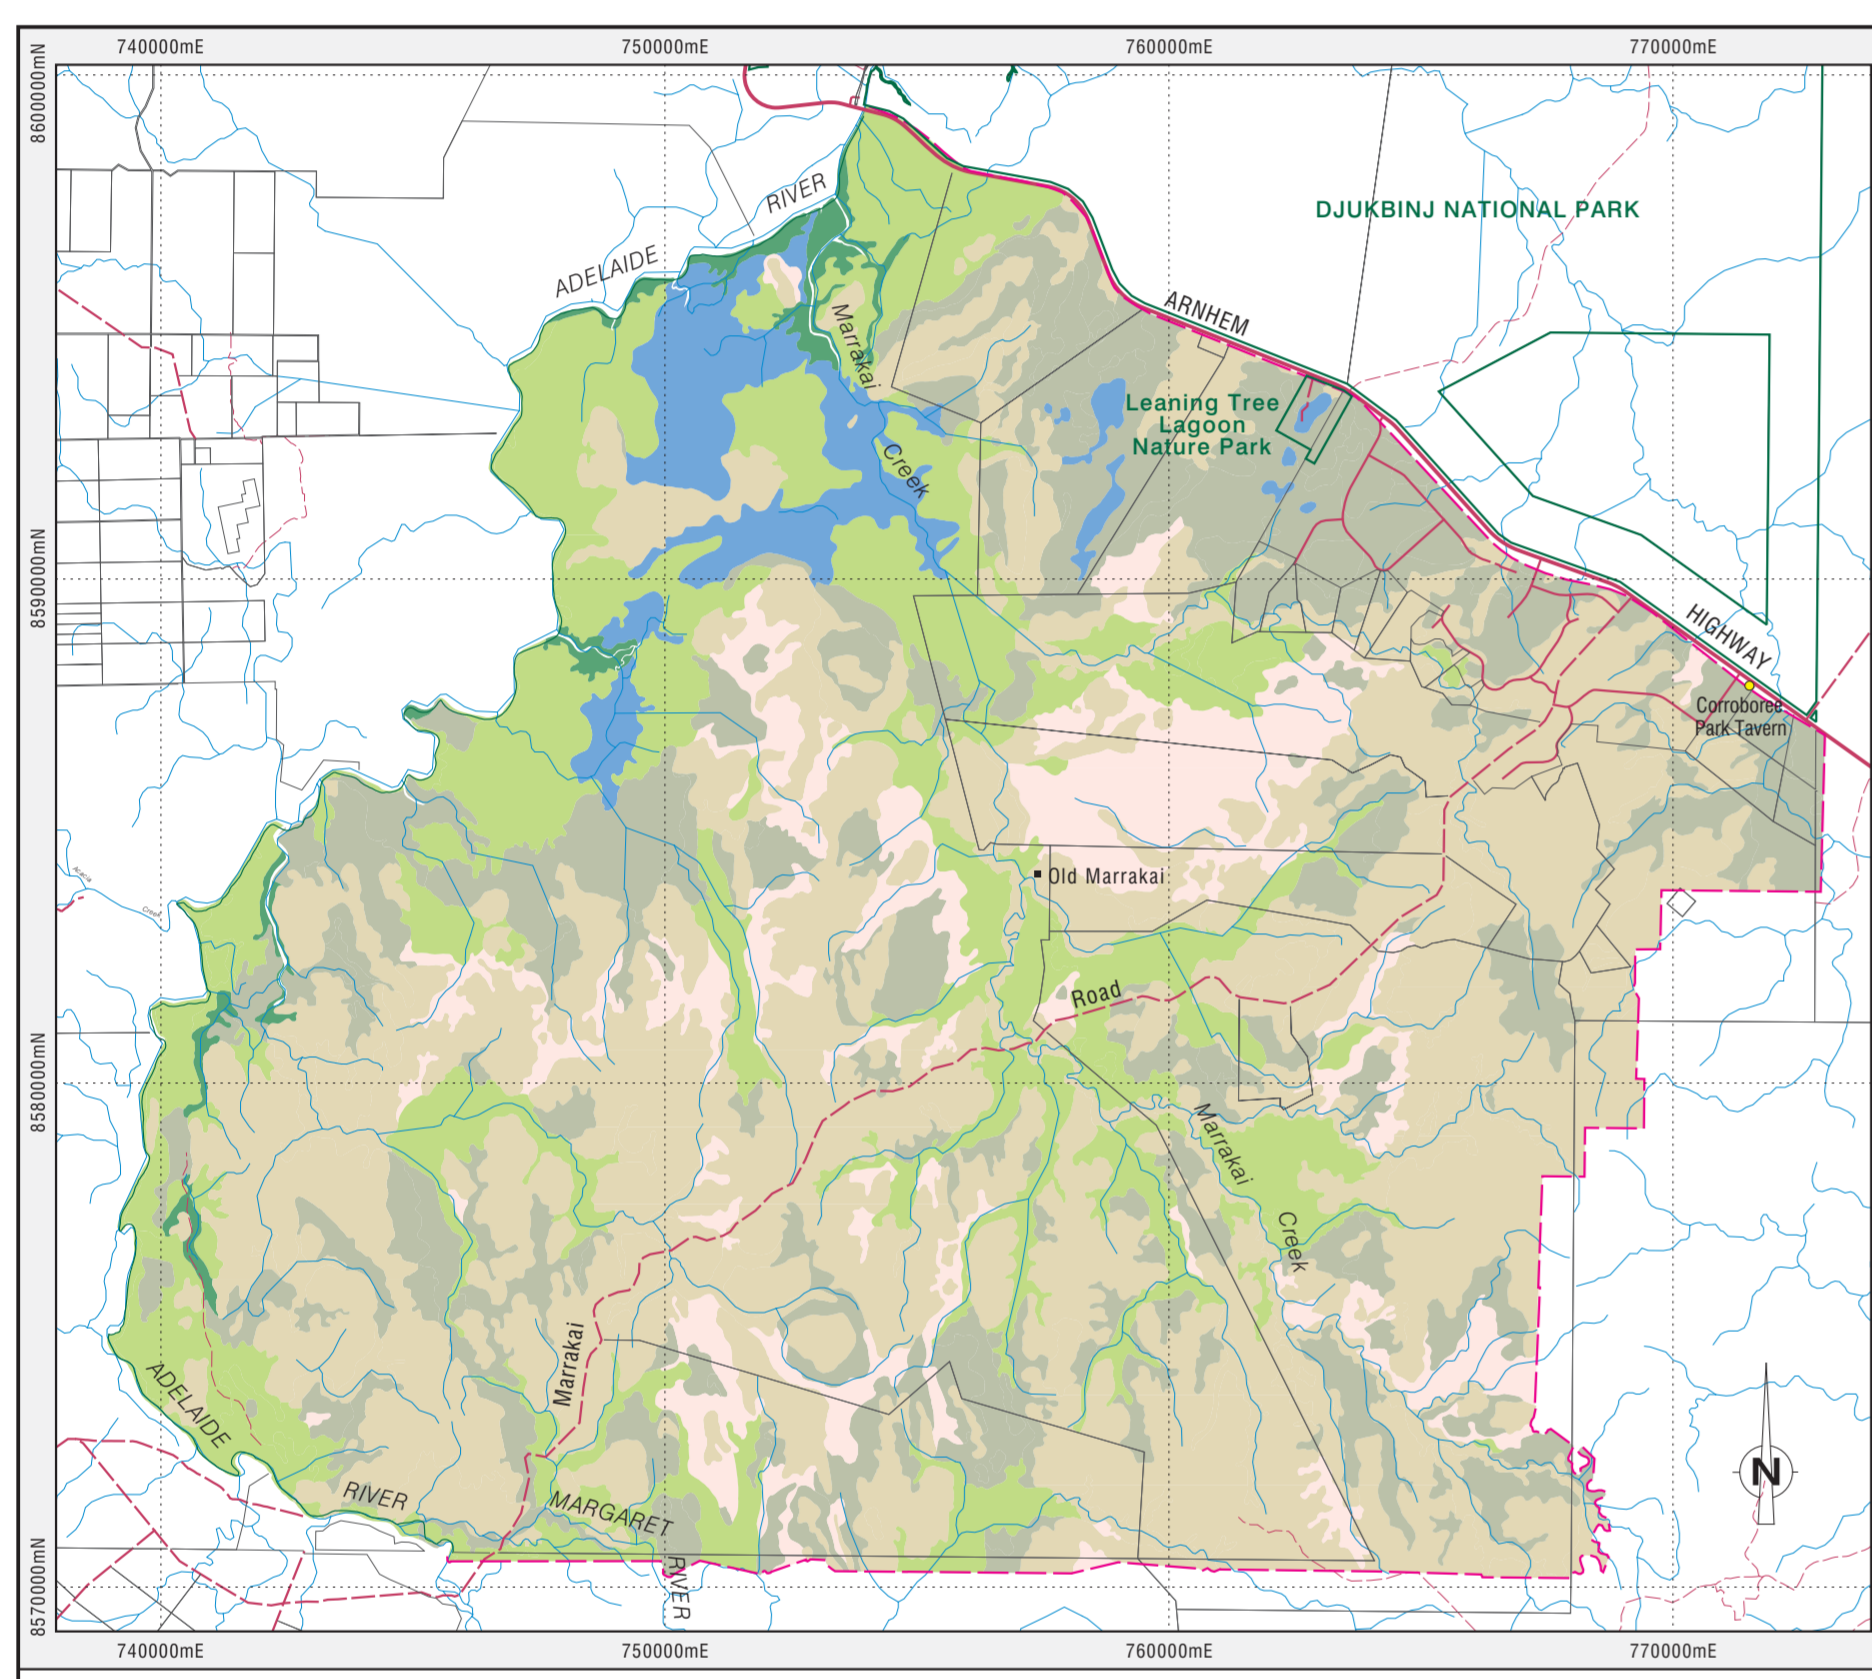 740000mE
750000mE
760000mE
770000mE
8600000mN
RIVER
DJUKBINJ NATIONAL PARK
ADELAIDE
ARNHEM
Marrakai
Leaning Tree
Lagoon
Nature Park
Creek
8590000mN
HIGHWAY
Corroboree
Park Tavern
Old Marrakai
Acacia
Creek
Road
8580000mN
Marrakai
Creek
Marrakai
ADELAIDE
RIVER
MARGARET
N
RIVER
8570000mN
740000mE
750000mE
760000mE
770000mE